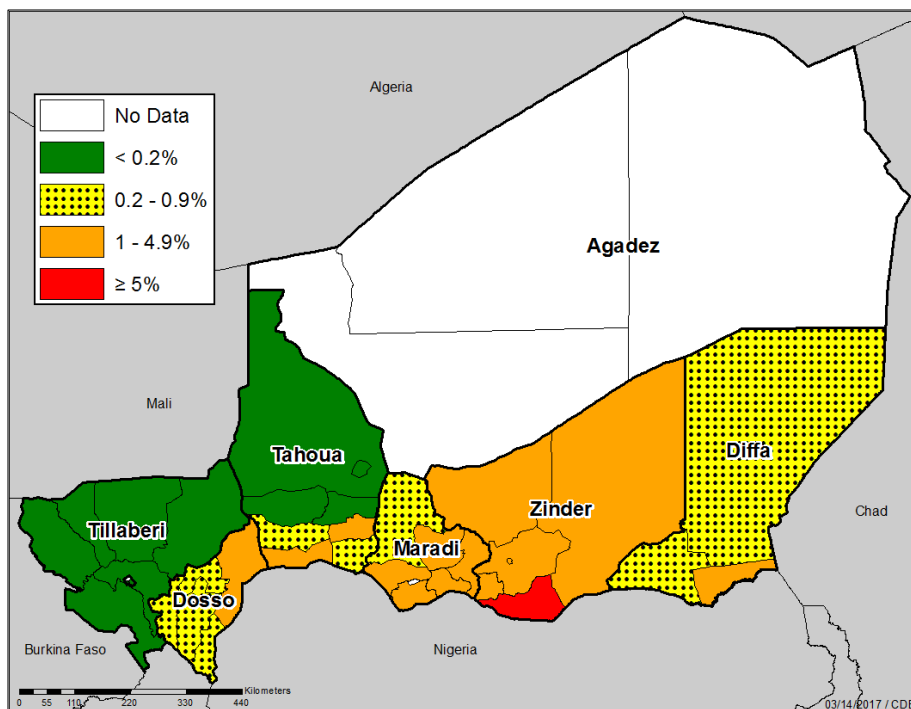 Algeria
No Data
< 0.2%
0.2 - 0.9%
1 - 4.9%
≥ 5%
Agadez
Mali
Tahoua
Diffa
Zinder
Chad
Tillaberi
Maradi
Dosso
Burkina Faso
Nigeria
Kilometers
0 55 110 220 330 440
03/14/2017 / CDB